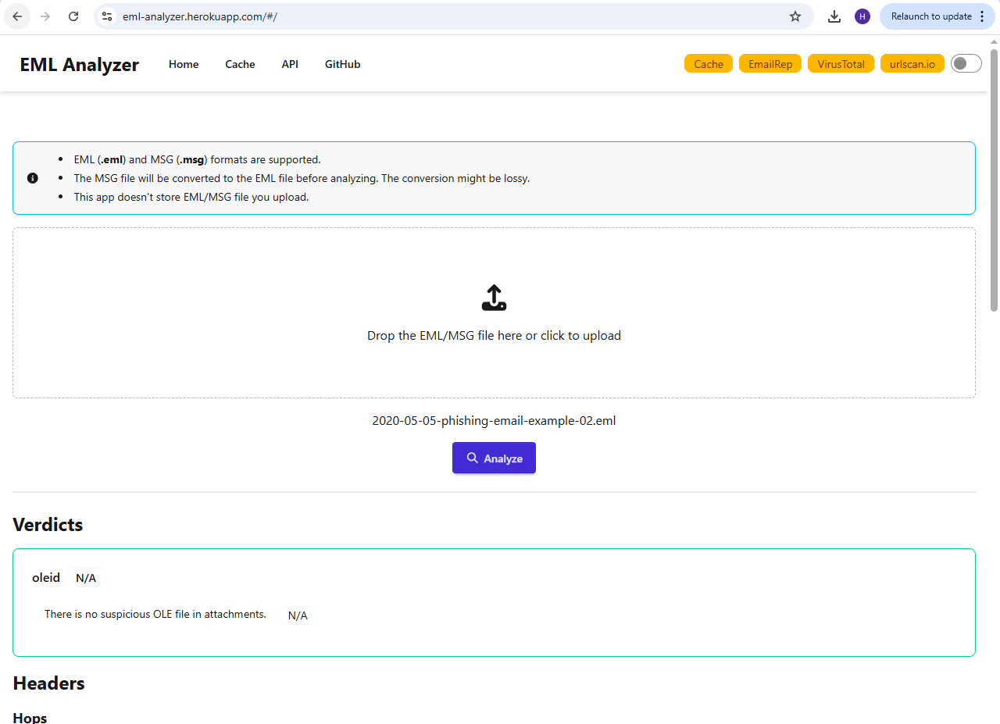 eml-analyzer.herokuapp.com/#/
H
Relaunch to update
EML Analyzer
Home
Cache
API
GitHub
Cache
EmailRep
VirusTotal
urlscan.io
• EML (.eml) and MSG (.msg) formats are supported.
• The MSG file will be converted to the EML file before analyzing. The conversion might be lossy.
• This app doesn't store EML/MSG file you upload.
Drop the EML/MSG file here or click to upload
2020-05-05-phishing-email-example-02.eml
Analyze
Verdicts
oleid N/A
There is no suspicious OLE file in attachments. N/A
Headers
Hops